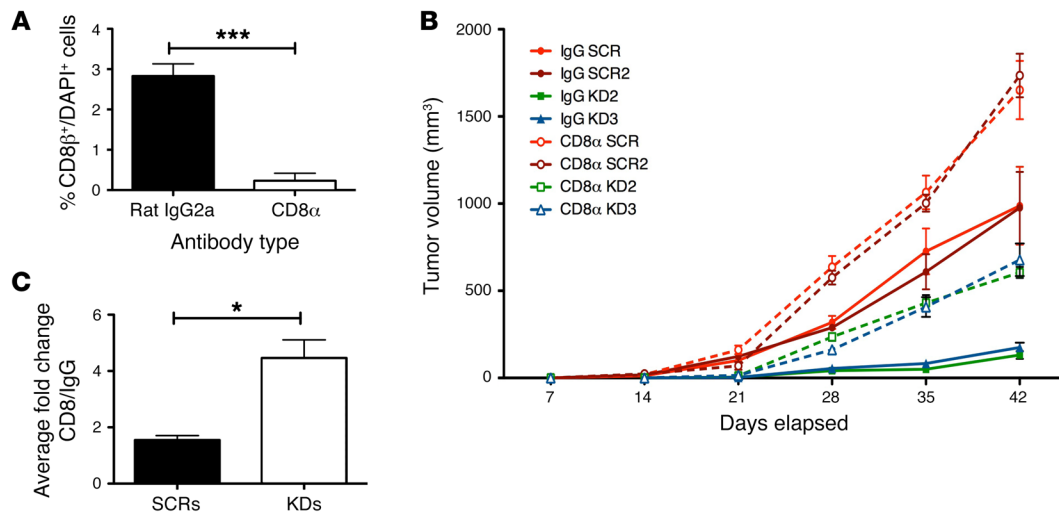 A
% CD8β⁺/DAPI⁺ cells
4
3
2
1
0
***
Rat IgG2a
CD8α
Antibody type
B
Tumor volume (mm³)
2000
1500
1000
500
0
IgG SCR
IgG SCR2
IgG KD2
IgG KD3
CD8α SCR
CD8α SCR2
CD8α KD2
CD8α KD3
7
14
21
28
35
42
Days elapsed
C
Average fold change
CD8/IgG
6
4
2
0
*
SCRs
KDs